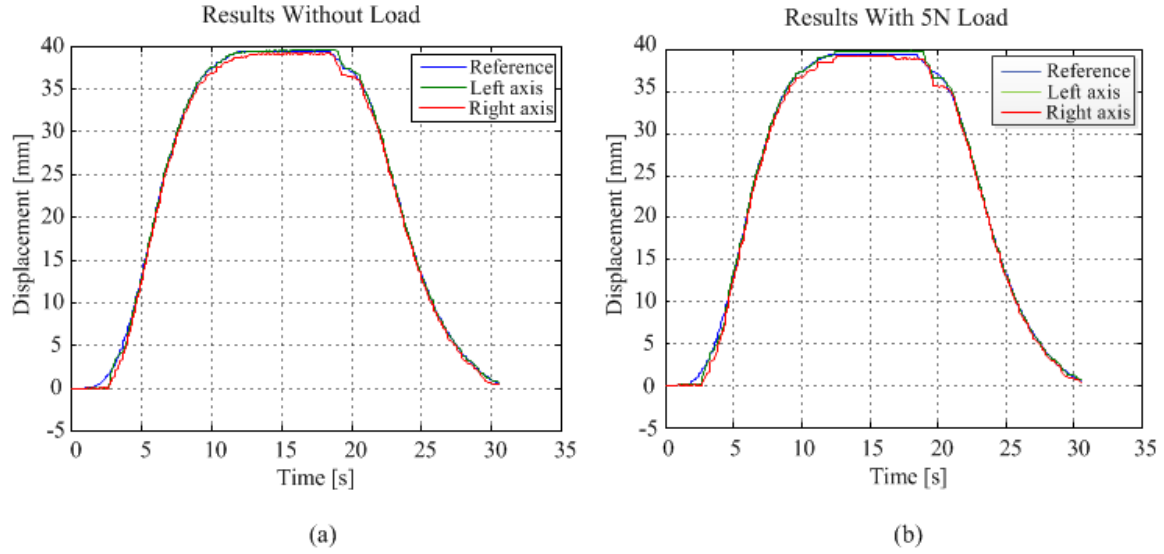 Results Without Load
40
35
30
25
20
15
10
5
0
-5
0 5 10 15 20 25 30 35
Displacement [mm]
Time [s]
Reference
Left axis
Right axis
(a)
Results With 5N Load
40
35
30
25
20
15
10
5
0
-5
0 5 10 15 20 25 30 35
Displacement [mm]
Time [s]
Reference
Left axis
Right axis
(b)